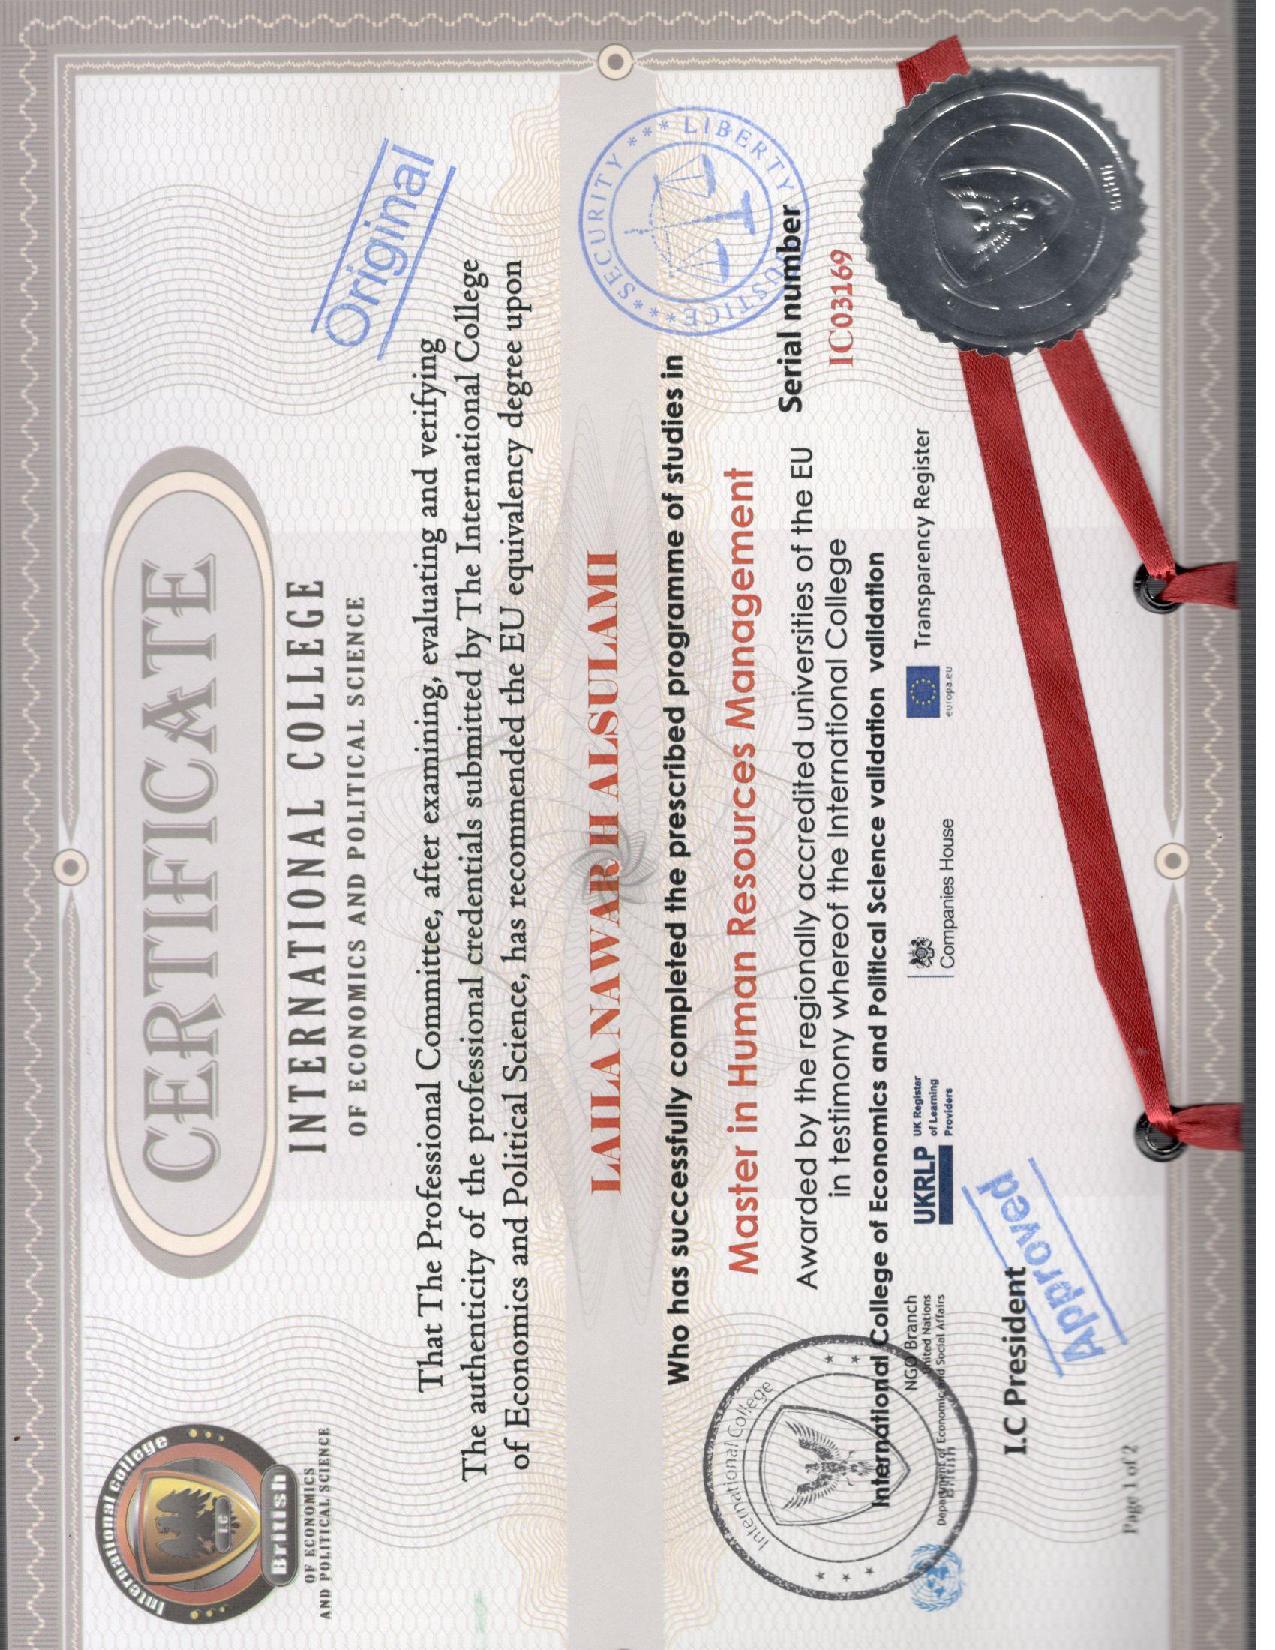 International college
I.C
British
OF ECONOMICS
AND POLITICAL SCIENCE
CERTIFICATE
INTERNATIONAL COLLEGE
OF ECONOMICS AND POLITICAL SCIENCE
Original
That The Professional Committee, after examining, evaluating and verifying
The authenticity of the professional credentials submitted by The International College
of Economics and Political Science, has recommended the EU equivalency degree upon
LAILA NAWAR H ALSULAMI
Who has successfully completed the prescribed programme of studies in
Master in Human Resources Management
SECURITY *** LIBERTY
JUSTICE***
Awarded by the regionally accredited universities of the EU
in testimony whereof the International College
Serial number
IC03169
International College
British
International College of Economics and Political Science validation validation
NGO Branch
United Nations
Department of Economic and Social Affairs
UKRLP
UK Register
of Learning
Providers
Companies House
europa.eu
Transparency Register
I.C President
Approved
Page 1 of 2